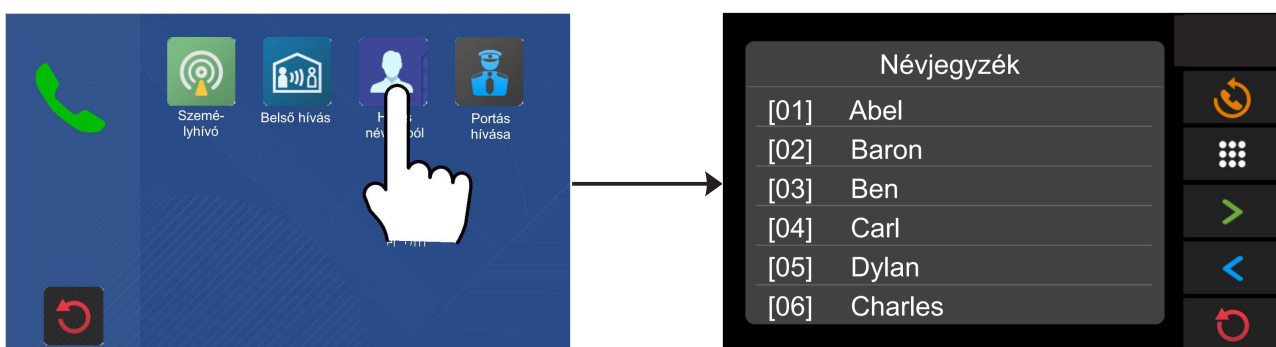 Szemé-
lyhívó
Belső hívás
Portás
hívása
Névjegyzék
[01] Abel
[02] Baron
[03] Ben
[04] Carl
[05] Dylan
[06] Charles